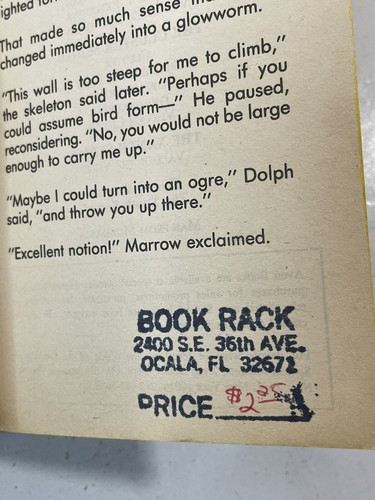 That made so much sense
changed immediately into a glowworm.
"This wall is too steep for me to climb,"
the skeleton said later. "Perhaps if you
could assume bird form—" He paused,
reconsidering. "No, you would not be large
enough to carry me up."
"Maybe I could turn into an ogre," Dolph
said, "and throw you up there."
"Excellent notion!" Marrow exclaimed.
BOOK RACK
2400 S.E. 36th AVE.
OCALA, FL 32671
PRICE $2.25